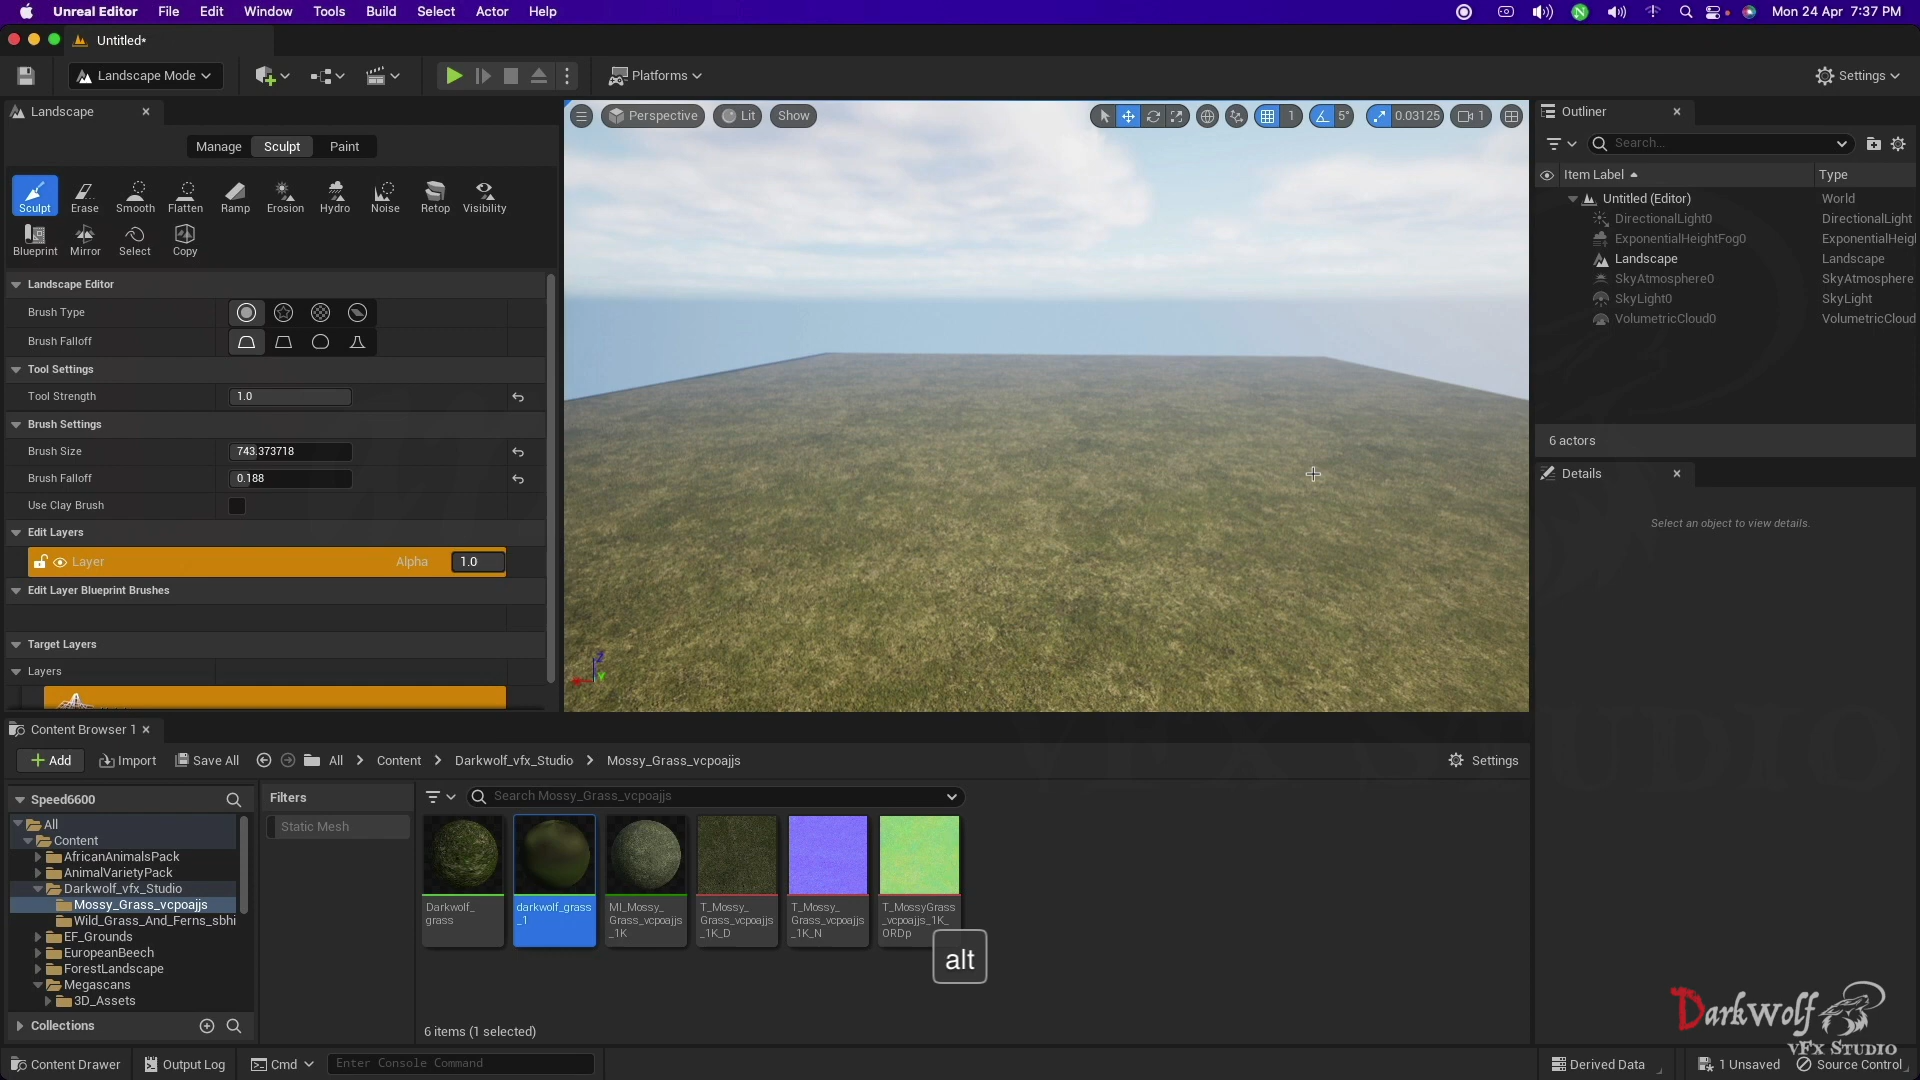 Unreal Editor File Edit Window Tools Build Select Actor Help
Mon 24 Apr 7:37 PM
Untitled*
Landscape Mode
Platforms
Settings
Landscape
Manage Sculpt Paint
Sculpt Erase Smooth Flatten Ramp Erosion Hydro Noise Retop Visibility
Blueprint Mirror Select Copy
Landscape Editor
Brush Type
Brush Falloff
Tool Settings
Tool Strength 1.0
Brush Settings
Brush Size 743.373718
Brush Falloff 0.188
Use Clay Brush
Edit Layers
Layer Alpha 1.0
Edit Layer Blueprint Brushes
Target Layers
Layers
Perspective Lit Show
1 5° 0.03125 1
Outliner
Search...
Item Label Type
Untitled (Editor) World
DirectionalLight0 DirectionalLight
ExponentialHeightFog0 ExponentialHeigl
Landscape Landscape
SkyAtmosphere0 SkyAtmosphere
SkyLight0 SkyLight
VolumetricCloud0 VolumetricCloud
6 actors
Details
Select an object to view details.
Content Browser 1
Add Import Save All All Content Darkwolf_vfx_Studio Mossy_Grass_vcpoajjs
Settings
Speed6600
All
Content
AfricanAnimalsPack
AnimalVarietyPack
Darkwolf_vfx_Studio
Mossy_Grass_vcpoajjs
Wild_Grass_And_Ferns_sbhi
EF_Grounds
EuropeanBeech
ForestLandscape
Megascans
3D_Assets
Collections
Filters
Static Mesh
Search Mossy_Grass_vcpoajjs
Darkwolf_
grass
darkwolf_grass
_1
MI_Mossy_
Grass_vcpoajjs
_1K
T_Mossy_
Grass_vcpoajjs
_1K_D
T_Mossy_
Grass_vcpoajjs
_1K_N
T_MossyGrass
_vcpoajjs_1K_
ORDp
alt
6 items (1 selected)
DarkWolf
vFx Studio
Content Drawer Output Log Cmd Enter Console Command
Derived Data 1 Unsaved Source Control